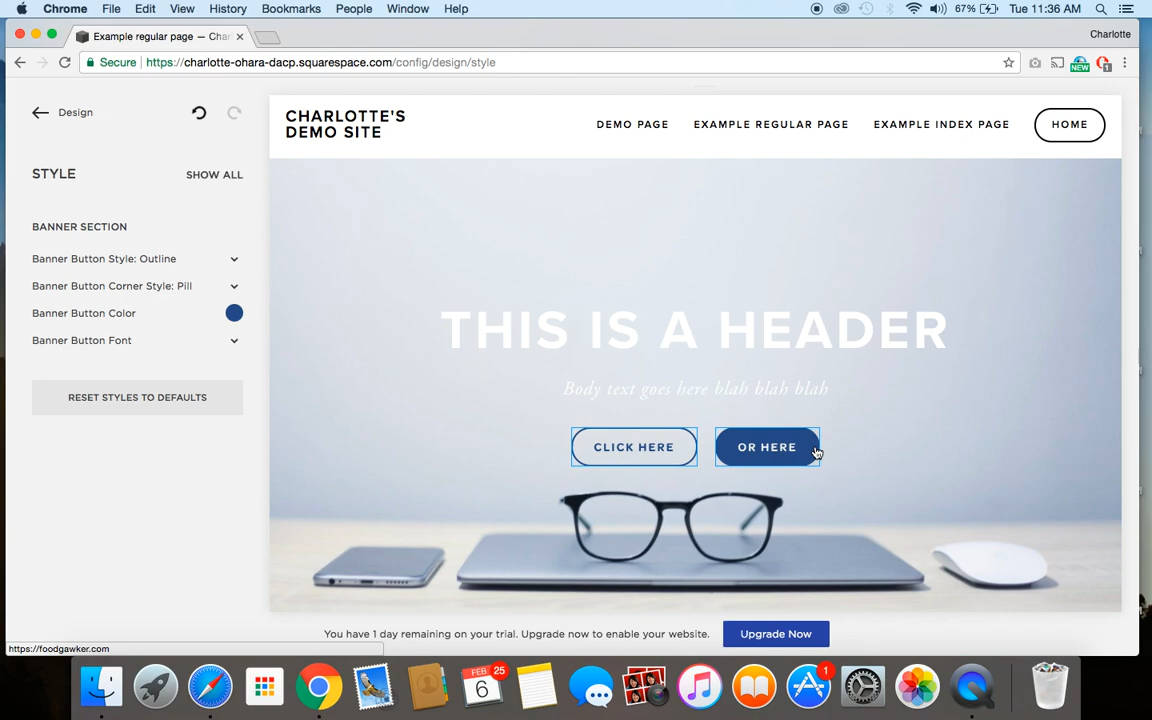 Chrome File Edit View History Bookmarks People Window Help 67% Tue 11:36 AM
Example regular page — Char
Charlotte
Secure https://charlotte-ohara-dacp.squarespace.com/config/design/style
NEW
1
Design
CHARLOTTE'S
DEMO SITE
DEMO PAGE EXAMPLE REGULAR PAGE EXAMPLE INDEX PAGE HOME
STYLE SHOW ALL
BANNER SECTION
Banner Button Style: Outline
Banner Button Corner Style: Pill
Banner Button Color
Banner Button Font
RESET STYLES TO DEFAULTS
THIS IS A HEADER
Body text goes here blah blah blah
CLICK HERE OR HERE
You have 1 day remaining on your trial. Upgrade now to enable your website. Upgrade Now
https://foodgawker.com
FEB 25
6
1